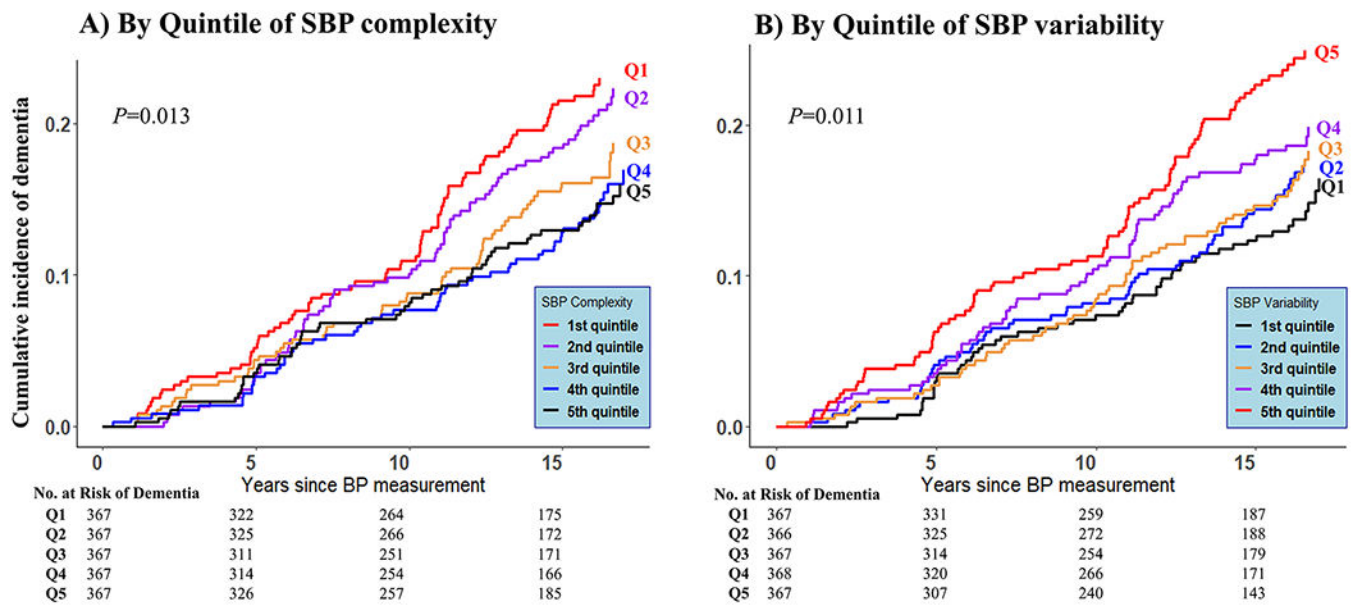 A) By Quintile of SBP complexity
Cumulative incidence of dementia
0.2
0.1
0.0
P=0.013
Q1
Q2
Q3
Q4
Q5
SBP Complexity
1st quintile
2nd quintile
3rd quintile
4th quintile
5th quintile
0 5 10 15
Years since BP measurement
No. at Risk of Dementia
Q1 367 322 264 175
Q2 367 325 266 172
Q3 367 311 251 171
Q4 367 314 254 166
Q5 367 326 257 185
B) By Quintile of SBP variability
0.2
0.1
0.0
P=0.011
Q5
Q4
Q3
Q2
Q1
SBP Variability
1st quintile
2nd quintile
3rd quintile
4th quintile
5th quintile
0 5 10 15
Years since BP measurement
No. at Risk of Dementia
Q1 367 331 259 187
Q2 366 325 272 188
Q3 367 314 254 179
Q4 368 320 266 171
Q5 367 307 240 143